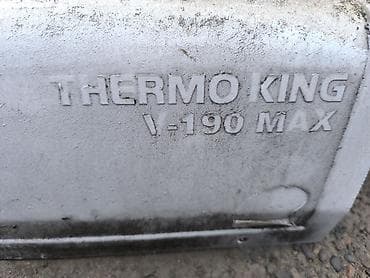 THERMO KING
V-190 MAX